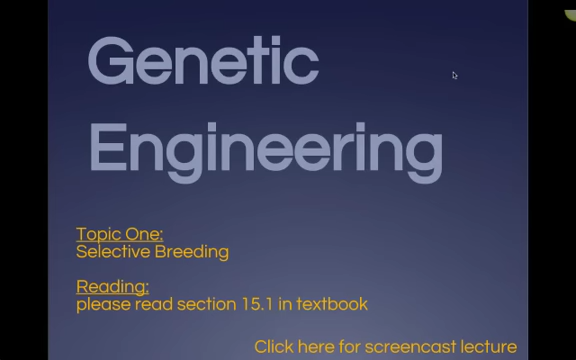 Genetic
Engineering
Topic One:
Selective Breeding
Reading:
please read section 15.1 in textbook
Click here for screencast lecture